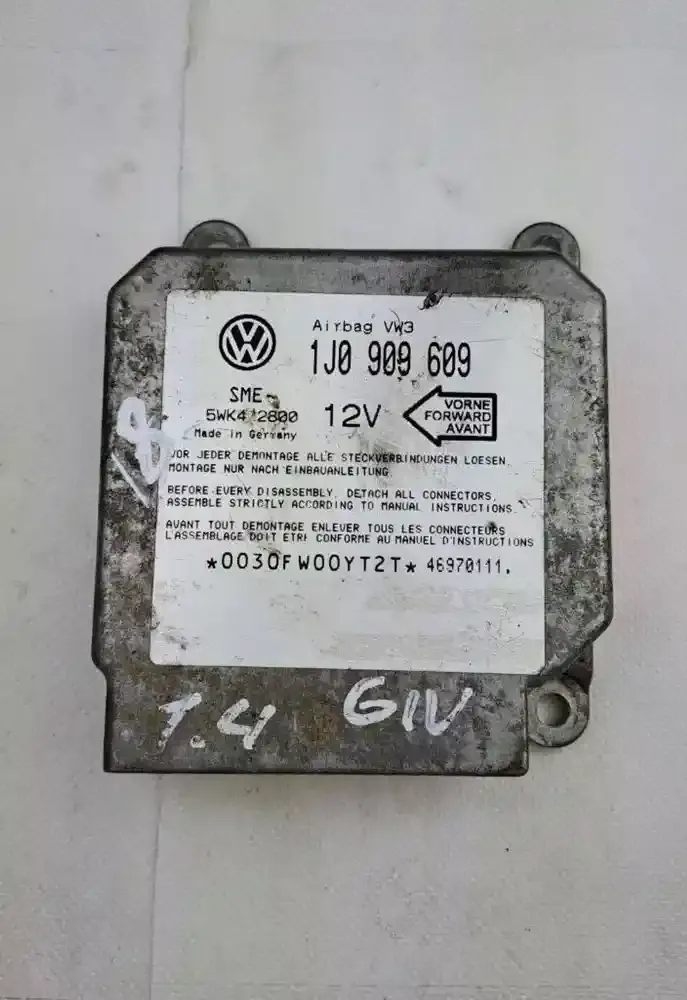 Airbag VW3
1J0 909 609
SME
5WK4 2800
12V
VORNE
FORWARD
AVANT
Made in Germany
VOR JEDER DEMONTAGE ALLE STECKVERBINDUNGEN LOESEN
MONTAGE NUR NACH EINBAUANLEITUNG
BEFORE EVERY DISASSEMBLY, DETACH ALL CONNECTORS,
ASSEMBLE STRICTLY ACCORDING TO MANUAL INSTRUCTIONS.
AVANT TOUT DEMONTAGE ENLEVER TOUS LES CONNECTEURS
L'ASSEMBLAGE DOIT ETRE CONFORME AU MANUEL D'INSTRUCTIONS
*0030FW00YT2T* 46970111.
18
1.4 GIV